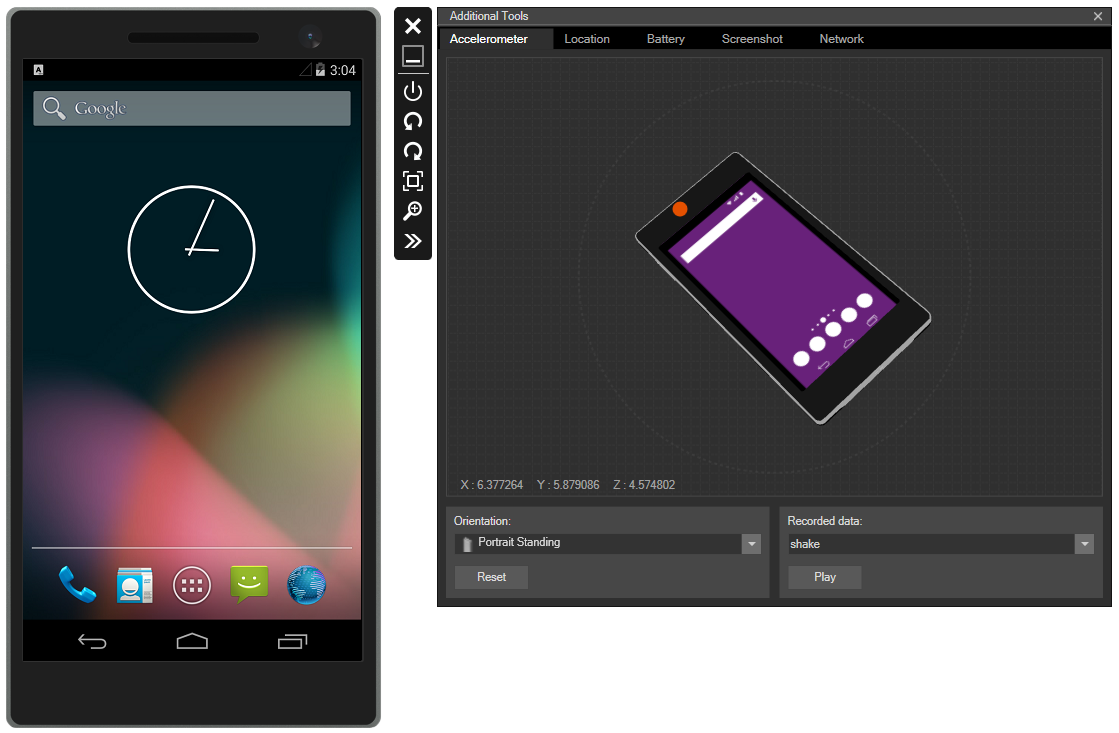 A
3:04
Google
Additional Tools
Accelerometer Location Battery Screenshot Network
X : 6.377264 Y : 5.879086 Z : 4.574802
Orientation:
Portrait Standing
Reset
Recorded data:
shake
Play